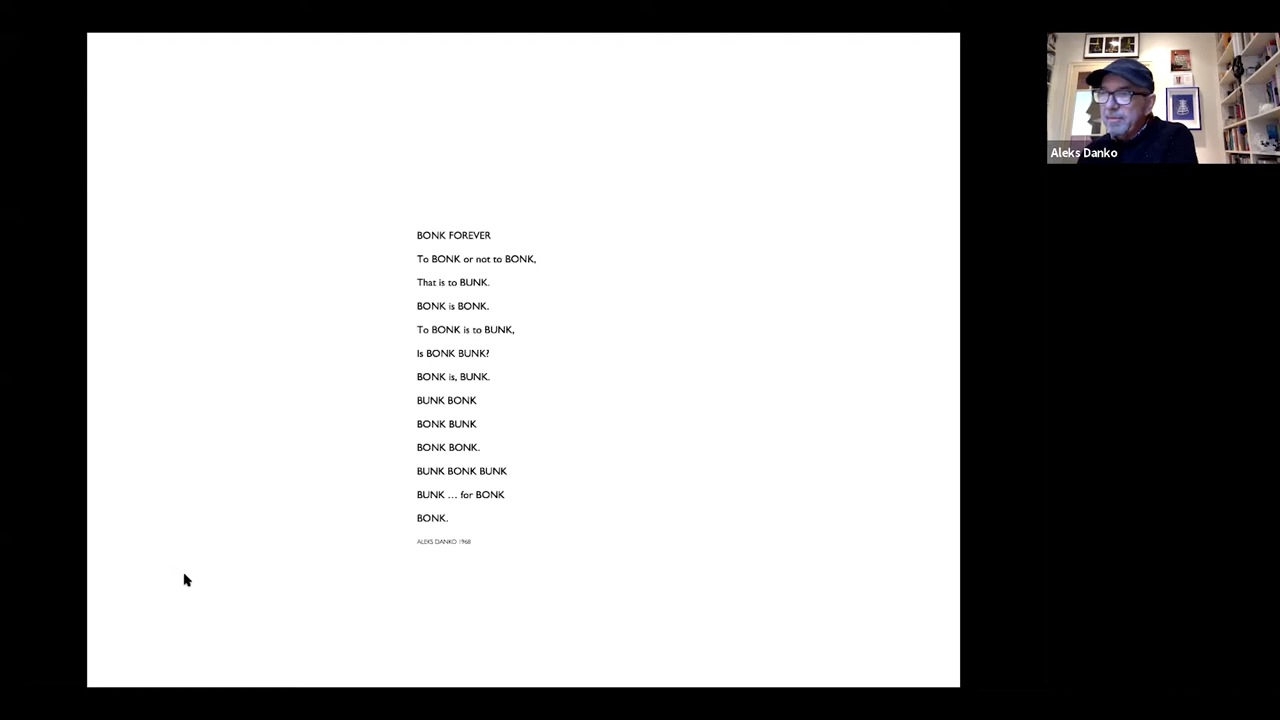 BONK FOREVER
To BONK or not to BONK,
That is to BUNK.
BONK is BONK.
To BONK is to BUNK,
Is BONK BUNK?
BONK is, BUNK.
BUNK BONK
BONK BUNK
BONK BONK.
BUNK BONK BUNK
BUNK … for BONK
BONK.
ALEKS DANKO 1968
Aleks Danko